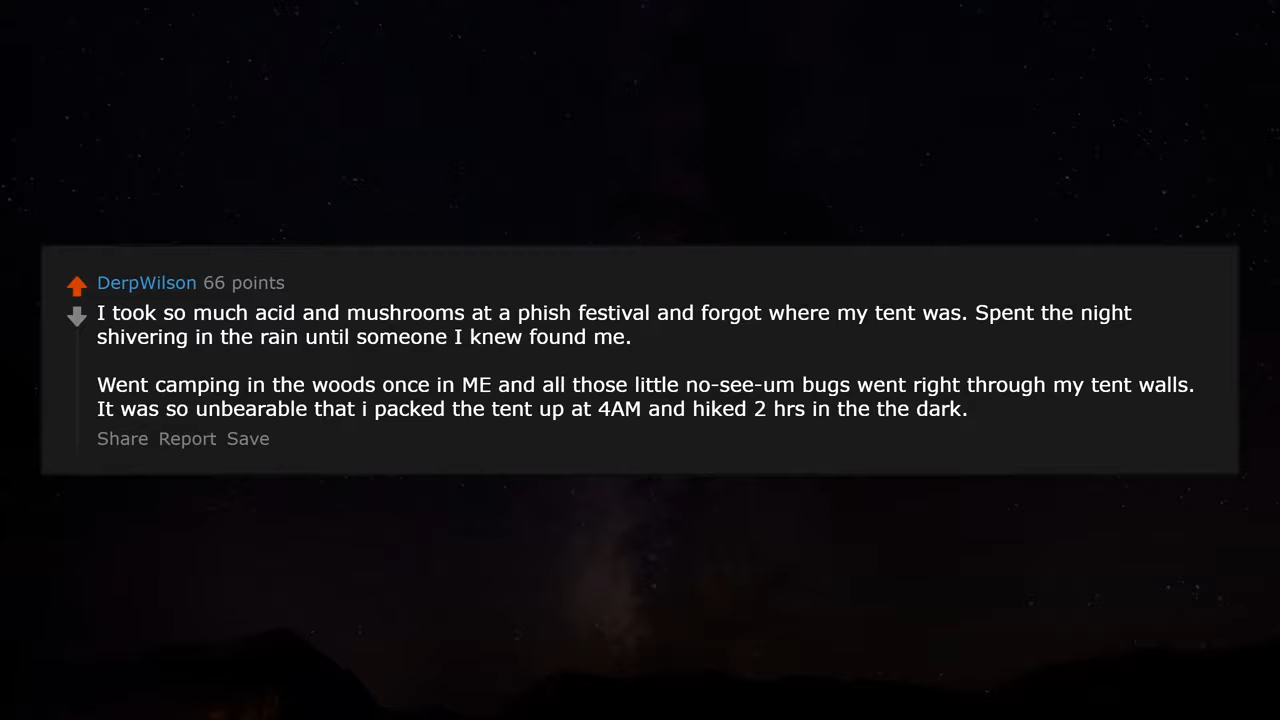 DerpWilson 66 points
I took so much acid and mushrooms at a phish festival and forgot where my tent was. Spent the night
shivering in the rain until someone I knew found me.
Went camping in the woods once in ME and all those little no-see-um bugs went right through my tent walls.
It was so unbearable that i packed the tent up at 4AM and hiked 2 hrs in the the dark.
Share Report Save